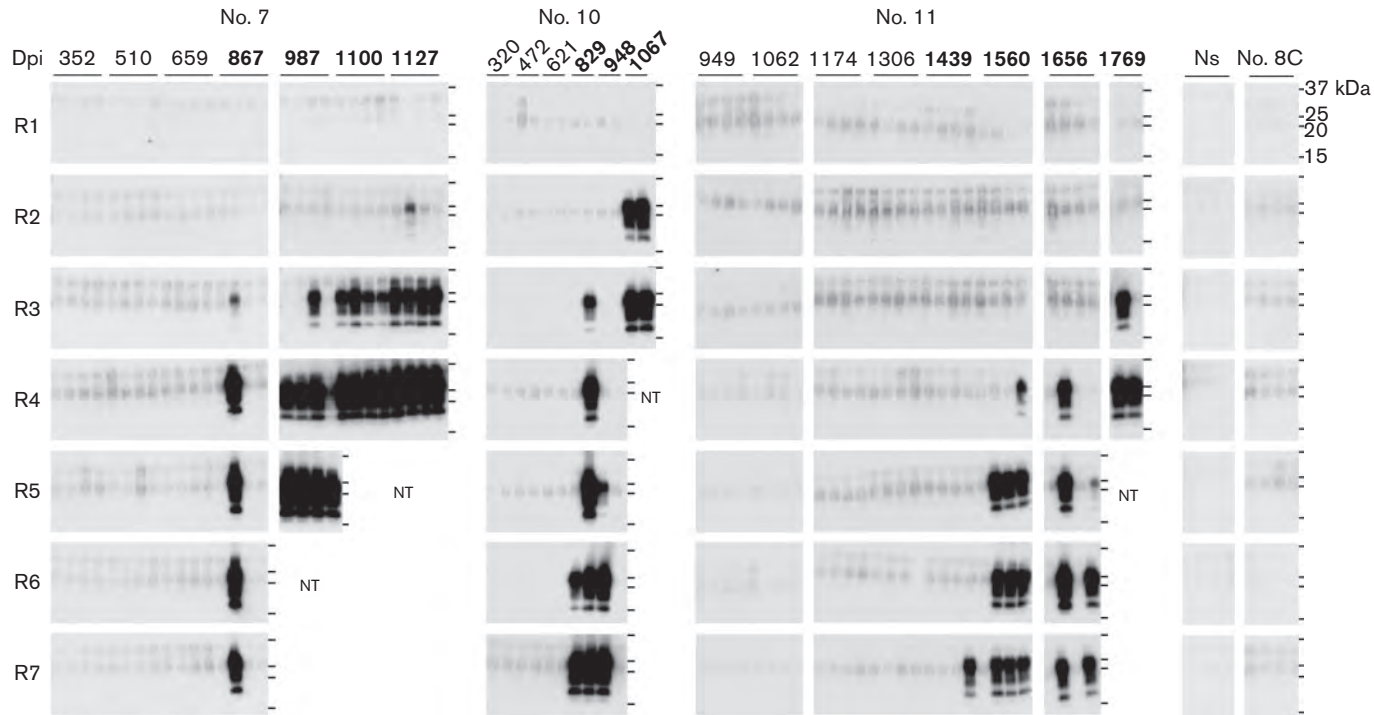 No. 7 No. 10 No. 11
Dpi 352 510 659 867 987 1100 1127 320 472 621 829 948 1067 949 1062 1174 1306 1439 1560 1656 1769 Ns No. 8C
R1 -37 kDa
-25
-20
-15
R2
R3
R4 NT
R5 NT NT
R6 NT
R7